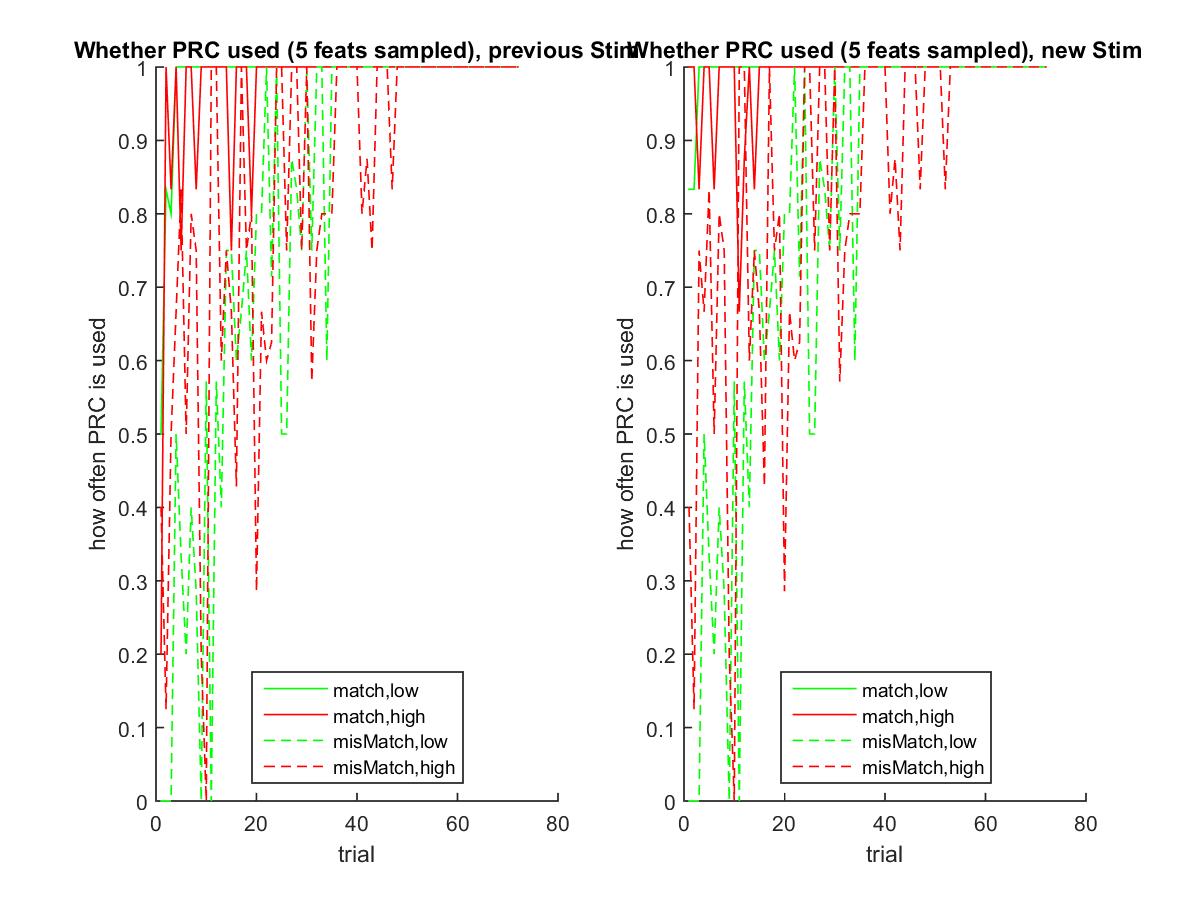 Whether PRC used (5 feats sampled), previous Stim
1
0.9
0.8
0.7
0.6
0.5
0.4
0.3
0.2
0.1
0
how often PRC is used
match,low
match,high
misMatch,low
misMatch,high
0 20 40 60 80
trial
Whether PRC used (5 feats sampled), new Stim
1
0.9
0.8
0.7
0.6
0.5
0.4
0.3
0.2
0.1
0
how often PRC is used
match,low
match,high
misMatch,low
misMatch,high
0 20 40 60 80
trial